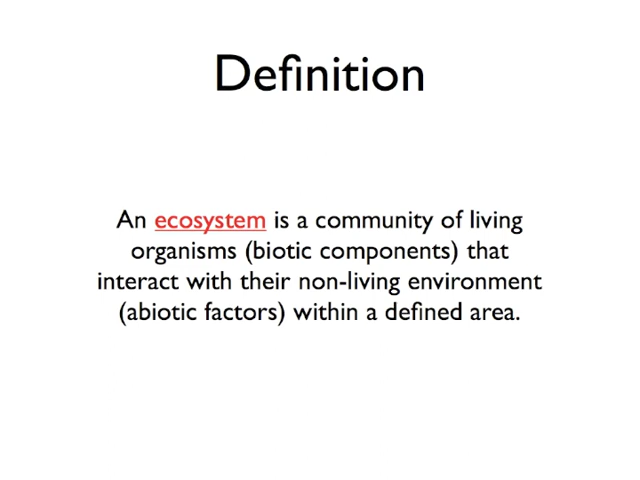 Definition
An ecosystem is a community of living
organisms (biotic components) that
interact with their non-living environment
(abiotic factors) within a defined area.